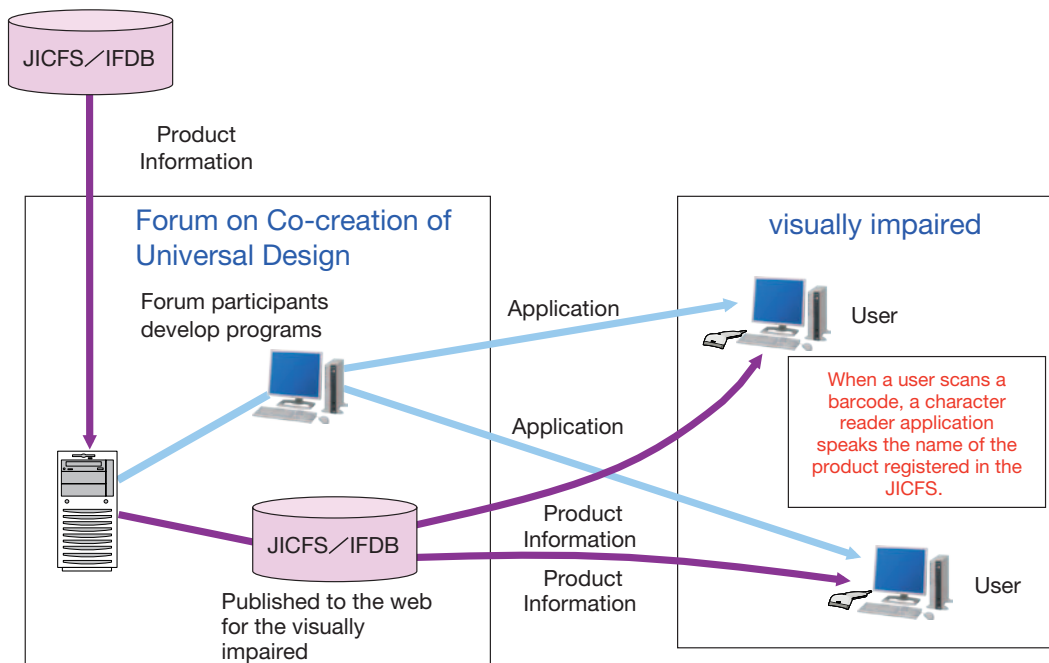 JICFS／IFDB
Product
Information
Forum on Co-creation of
Universal Design
Forum participants
develop programs
JICFS／IFDB
Published to the web
for the visually
impaired
Application
Application
Product
Information
Product
Information
visually impaired
User
When a user scans a
barcode, a character
reader application
speaks the name of the
product registered in the
JICFS.
User